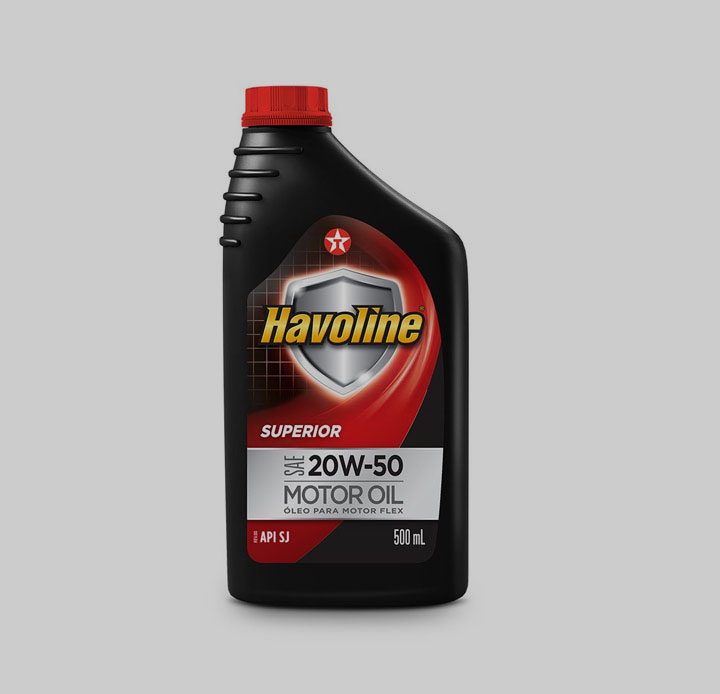 Havoline®
SUPERIOR
SAE 20W-50
MOTOR OIL
ÓLEO PARA MOTOR FLEX
API SJ
500 mL